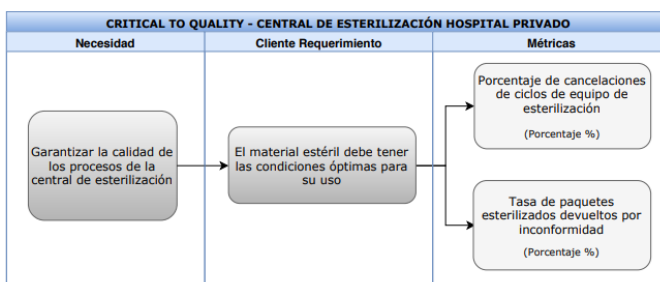 CRITICAL TO QUALITY - CENTRAL DE ESTERILIZACIÓN HOSPITAL PRIVADO
Necesidad
Cliente Requerimiento
Métricas
Garantizar la calidad de
los procesos de la
central de esterilización
El material estéril debe tener
las condiciones óptimas para
su uso
Porcentaje de cancelaciones
de ciclos de equipo de
esterilización
(Porcentaje %)
Tasa de paquetes
esterilizados devueltos por
inconformidad
(Porcentaje %)